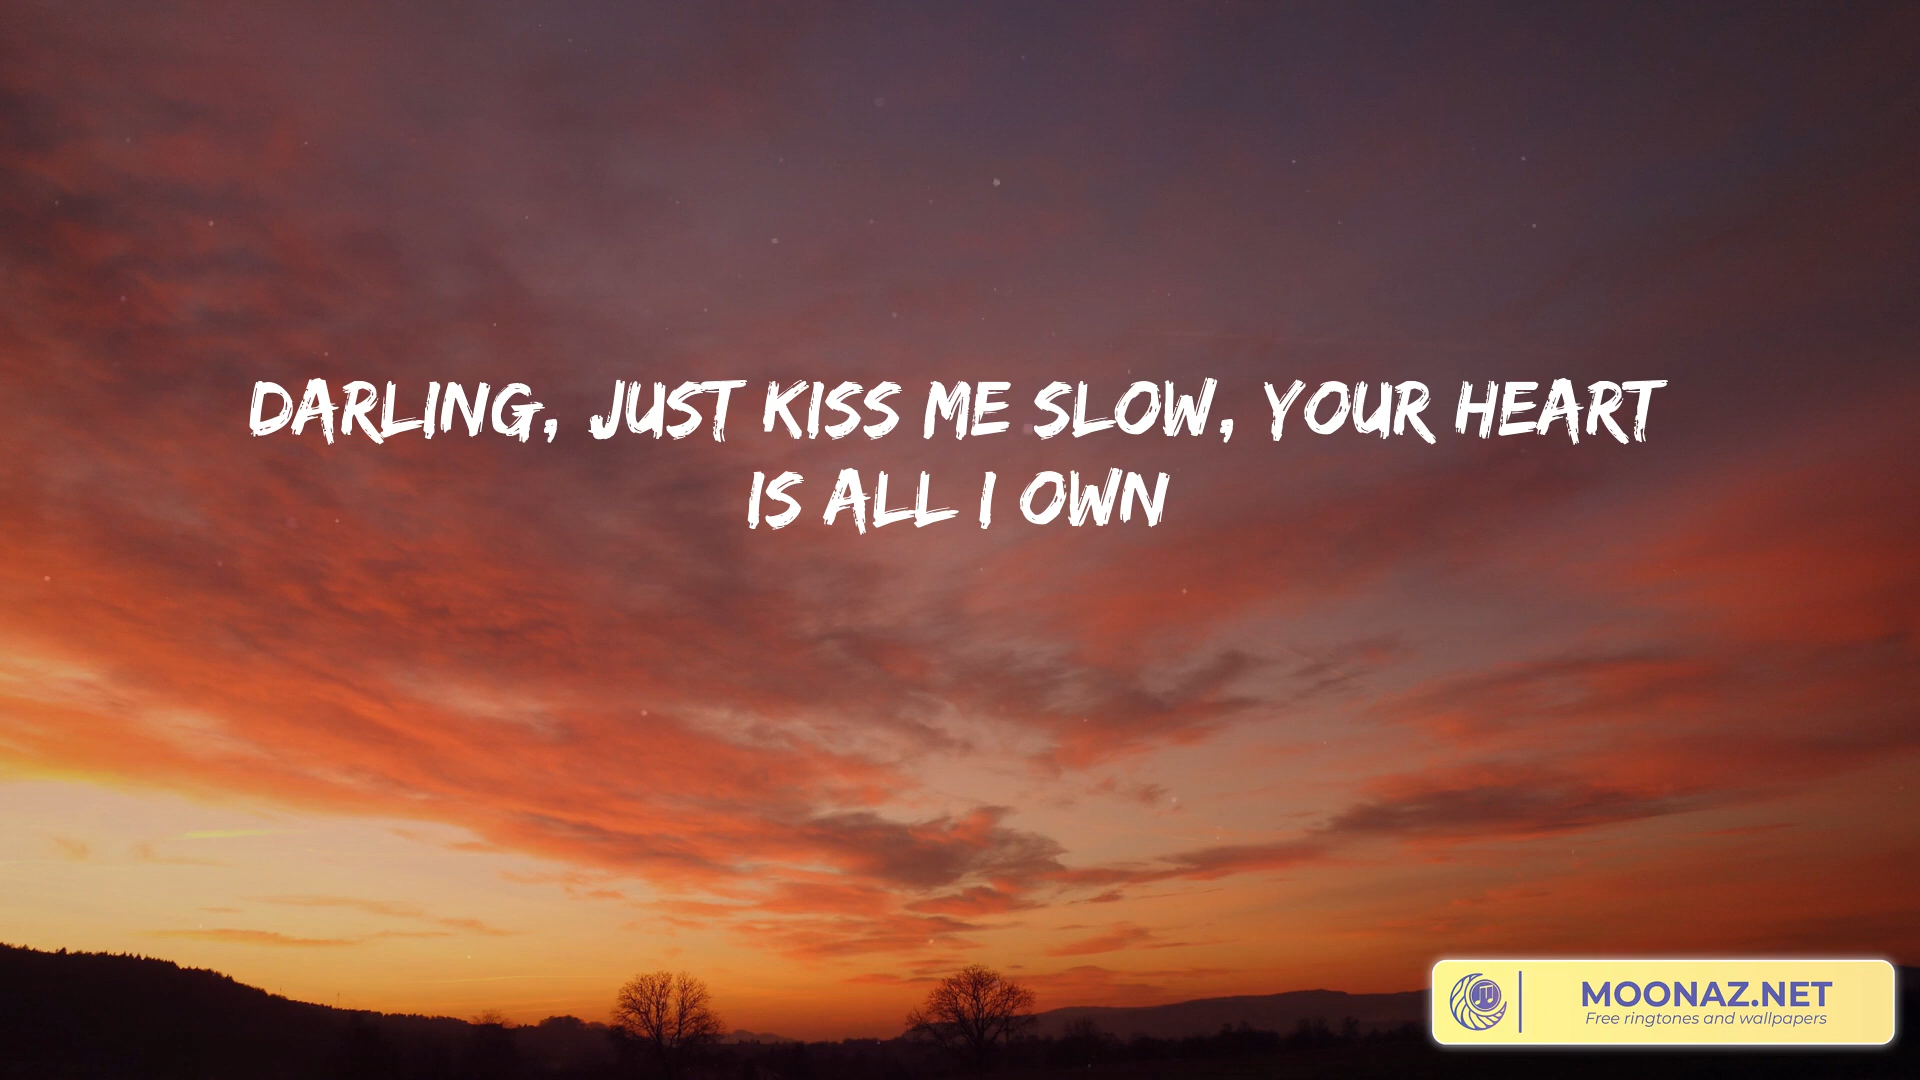 DARLING, JUST KISS ME SLOW, YOUR HEART
IS ALL I OWN
MOONAZ.NET
Free ringtones and wallpapers